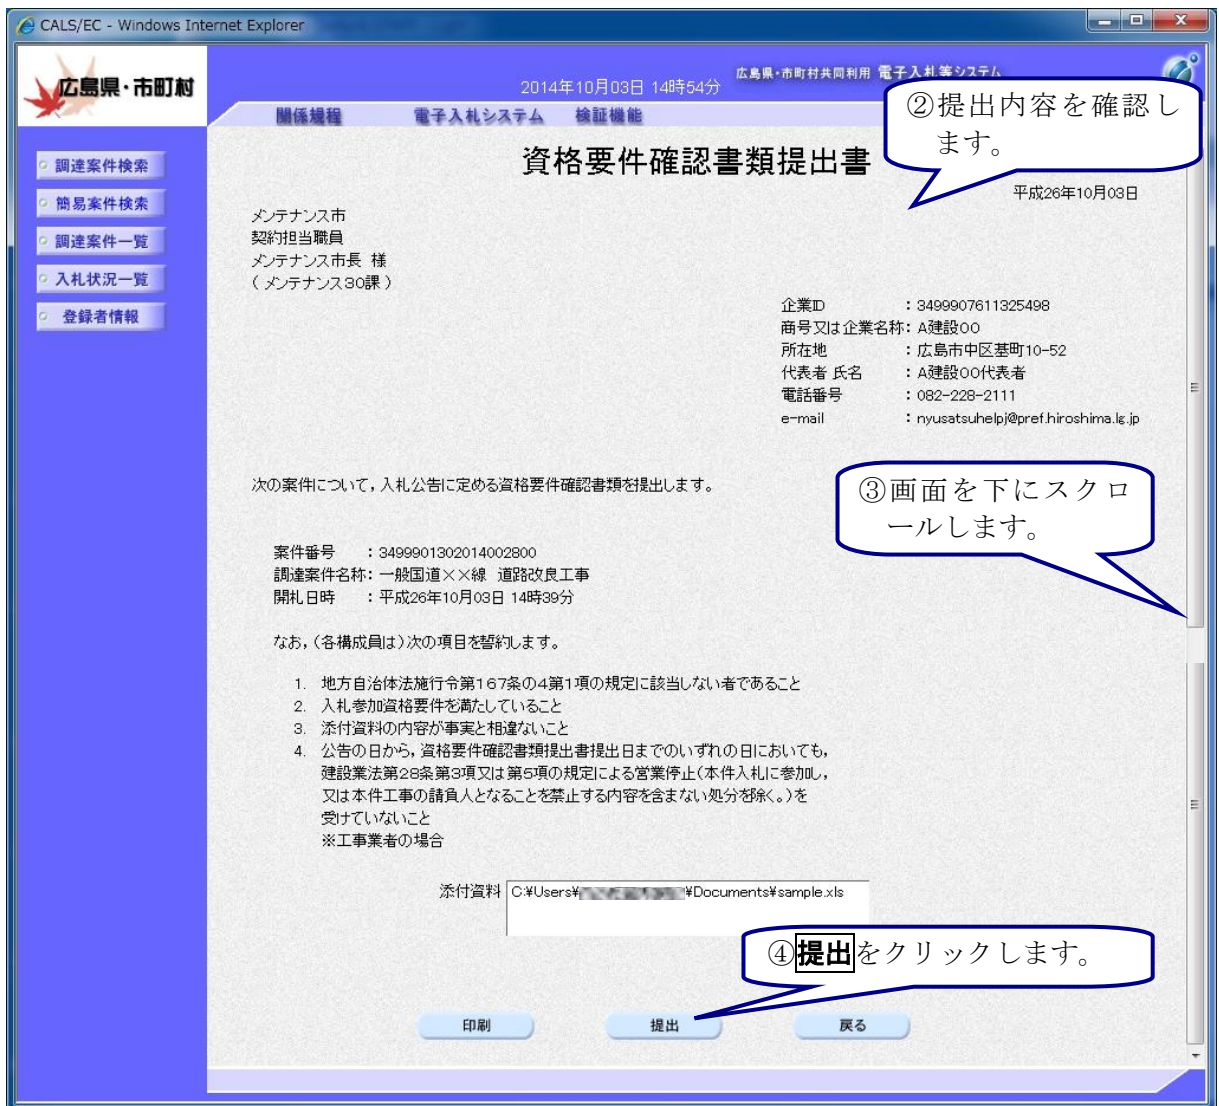 CALS/EC - Windows Internet Explorer
広島県・市町村
2014年10月03日 14時54分
広島県・市町村共同利用 電子入札等システム
関係規程 電子入札システム 検証機能
②提出内容を確認し
ます。
調達案件検索
簡易案件検索
調達案件一覧
入札状況一覧
登録者情報
資格要件確認書類提出書
平成26年10月03日
メンテナンス市
契約担当職員
メンテナンス市長 様
( メンテナンス30課 )
企業ID : 3499907611325498
商号又は企業名称: A建設00
所在地 : 広島市中区基町10-52
代表者 氏名 : A建設00代表者
電話番号 : 082-228-2111
e-mail : nyusatsuhelpj@pref.hiroshima.lg.jp
次の案件について，入札公告に定める資格要件確認書類を提出します。
③画面を下にスクロ
ールします。
案件番号 : 3499901302014002800
調達案件名称: 一般国道××線 道路改良工事
開札日時 : 平成26年10月03日 14時39分
なお，(各構成員は)次の項目を誓約します。
1. 地方自治体法施行令第167条の4第1項の規定に該当しない者であること
2. 入札参加資格要件を満たしていること
3. 添付資料の内容が事実と相違ないこと
4. 公告の日から，資格要件確認書類提出書提出日までのいずれの日においても，
建設業法第28条第3項又は第5項の規定による営業停止(本件入札に参加し，
又は本件工事の請負人となることを禁止する内容を含まない処分を除く。)を
受けていないこと
※工事業者の場合
添付資料 C:¥Users¥ ¥Documents¥sample.xls
④提出をクリックします。
印刷 提出 戻る